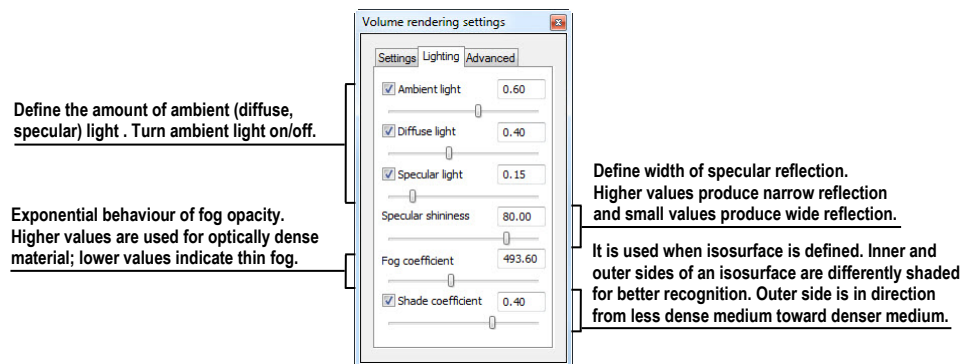 Volume rendering settings
Settings Lighting Advanced
Ambient light 0.60
Diffuse light 0.40
Specular light 0.15
Specular shininess 80.00
Fog coefficient 493.60
Shade coefficient 0.40
Define the amount of ambient (diffuse,
specular) light . Turn ambient light on/off.
Exponential behaviour of fog opacity.
Higher values are used for optically dense
material; lower values indicate thin fog.
Define width of specular reflection.
Higher values produce narrow reflection
and small values produce wide reflection.
It is used when isosurface is defined. Inner and
outer sides of an isosurface are differently shaded
for better recognition. Outer side is in direction
from less dense medium toward denser medium.